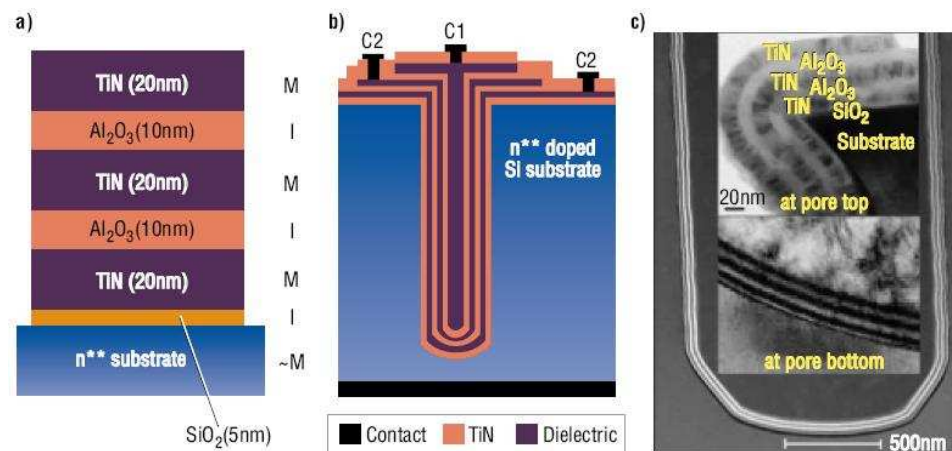 a)
TiN (20nm)
M
Al₂O₃(10nm)
I
TiN (20nm)
M
Al₂O₃(10nm)
I
TiN (20nm)
M
I
n** substrate
~M
SiO₂(5nm)
b)
C2
C1
C2
n** doped
Si substrate
Contact
TiN
Dielectric
c)
TiN
Al₂O₃
TiN
Al₂O₃
TiN
SiO₂
Substrate
20nm
at pore top
at pore bottom
500nm